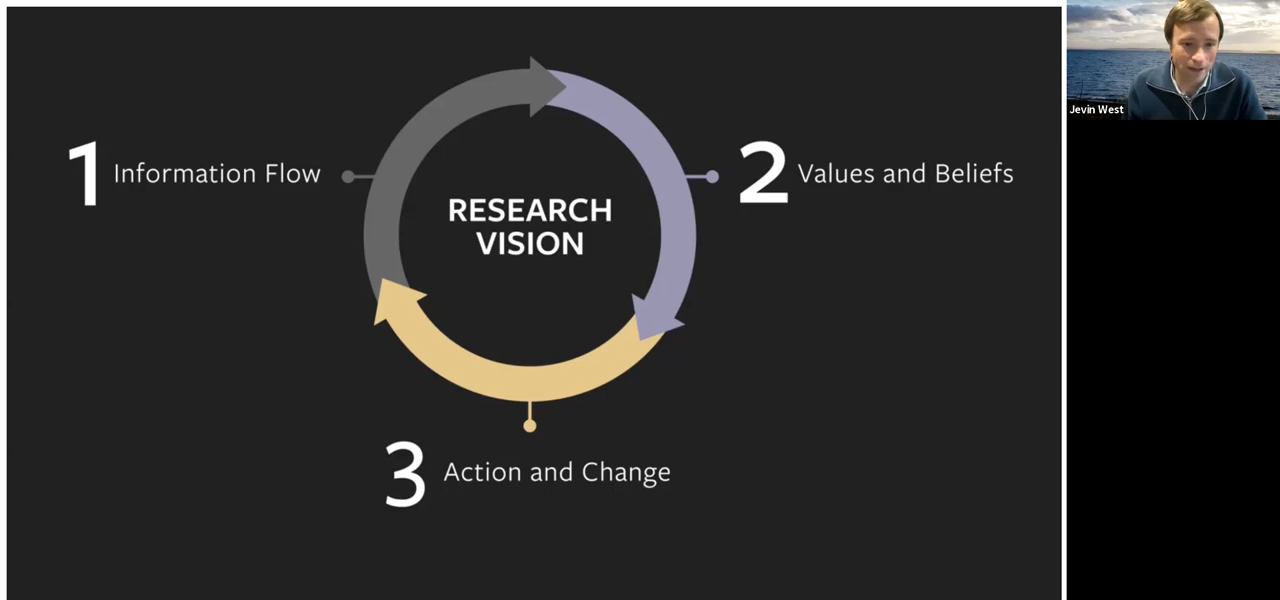 1 Information Flow
RESEARCH
VISION
2 Values and Beliefs
3 Action and Change
Jevin West